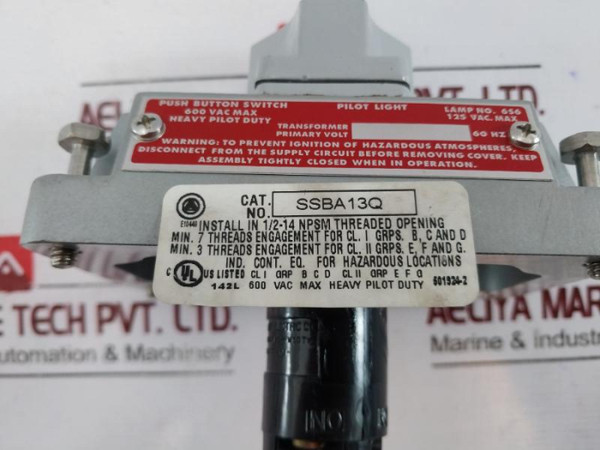 PUSH BUTTON SWITCH
600 VAC MAX
HEAVY PILOT DUTY
PILOT LIGHT
LAMP NO. 656
125 VAC. MAX
TRANSFORMER
PRIMARY VOLT
60 HZ
WARNING: TO PREVENT IGNITION OF HAZARDOUS ATMOSPHERES,
DISCONNECT FROM THE SUPPLY CIRCUIT BEFORE REMOVING COVER. KEEP
ASSEMBLY TIGHTLY CLOSED WHEN IN OPERATION.
CAT. NO. SSBA13Q
INSTALL IN 1/2-14 NPSM THREADED OPENING
MIN. 7 THREADS ENGAGEMENT FOR CL. I GRPS. B, C AND D
MIN. 3 THREADS ENGAGEMENT FOR CL. II GRPS. E, F AND G.
IND. CONT. EQ. FOR HAZARDOUS LOCATIONS
C UL US LISTED CL I GRP B C D CL II GRP E F G
142L 600 VAC MAX HEAVY PILOT DUTY 601924-2
E TECH PVT. LTD.
Automation & Machinery
AECIYA MAR
Marine & industr